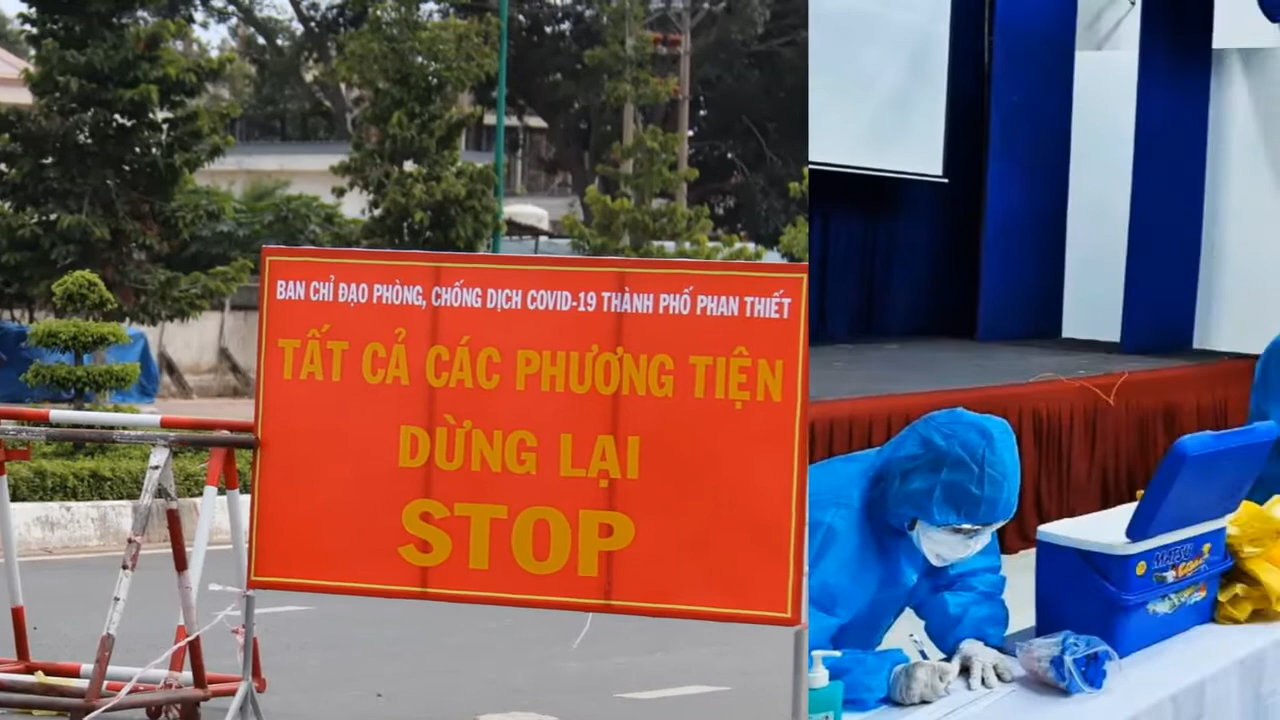 BAN CHỈ ĐẠO PHÒNG, CHỐNG DỊCH COVID-19 THÀNH PHỐ PHAN THIẾT
TẤT CẢ CÁC PHƯƠNG TIỆN
DỪNG LẠI
STOP
MATSU